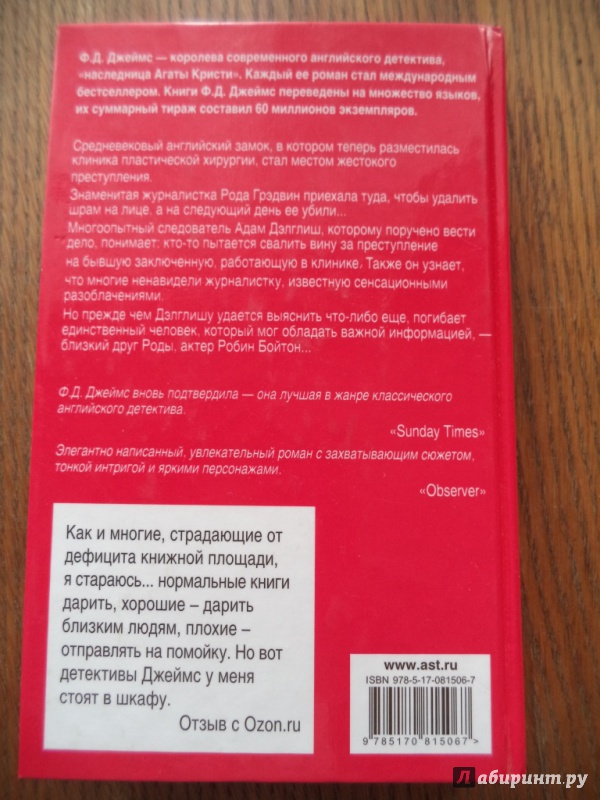 Ф.Д. Джеймс — королева современного английского детектива,
«наследница Агаты Кристи». Каждый ее роман стал международным
бестселлером. Книги Ф.Д. Джеймс переведены на множество языков,
их суммарный тираж составил 60 миллионов экземпляров.
Средневековый английский замок, в котором теперь разместилась
клиника пластической хирургии, стал местом жестокого
преступления.
Знаменитая журналистка Рода Грэдвин приехала туда, чтобы удалить
шрам на лице, а на следующий день ее убили...
Многоопытный следователь Адам Дэлглиш, которому поручено вести
дело, понимает: кто-то пытается свалить вину за преступление
на бывшую заключенную, работающую в клинике. Также он узнает,
что многие ненавидели журналистку, известную сенсационными
разоблачениями.
Но прежде чем Дэлглишу удается выяснить что-либо еще, погибает
единственный человек, который мог обладать важной информацией, —
близкий друг Роды, актер Робин Бойтон...
Ф.Д. Джеймс вновь подтвердила — она лучшая в жанре классического
английского детектива.
«Sunday Times»
Элегантно написанный, увлекательный роман с захватывающим сюжетом,
тонкой интригой и яркими персонажами.
«Observer»
Как и многие, страдающие от
дефицита книжной площади,
я стараюсь... нормальные книги
дарить, хорошие – дарить
близким людям, плохие –
отправлять на помойку. Но вот
детективы Джеймс у меня
стоят в шкафу.
Отзыв с Ozon.ru
www.ast.ru
ISBN 978-5-17-081506-7
9 785170 815067>
Лабиринт.ру